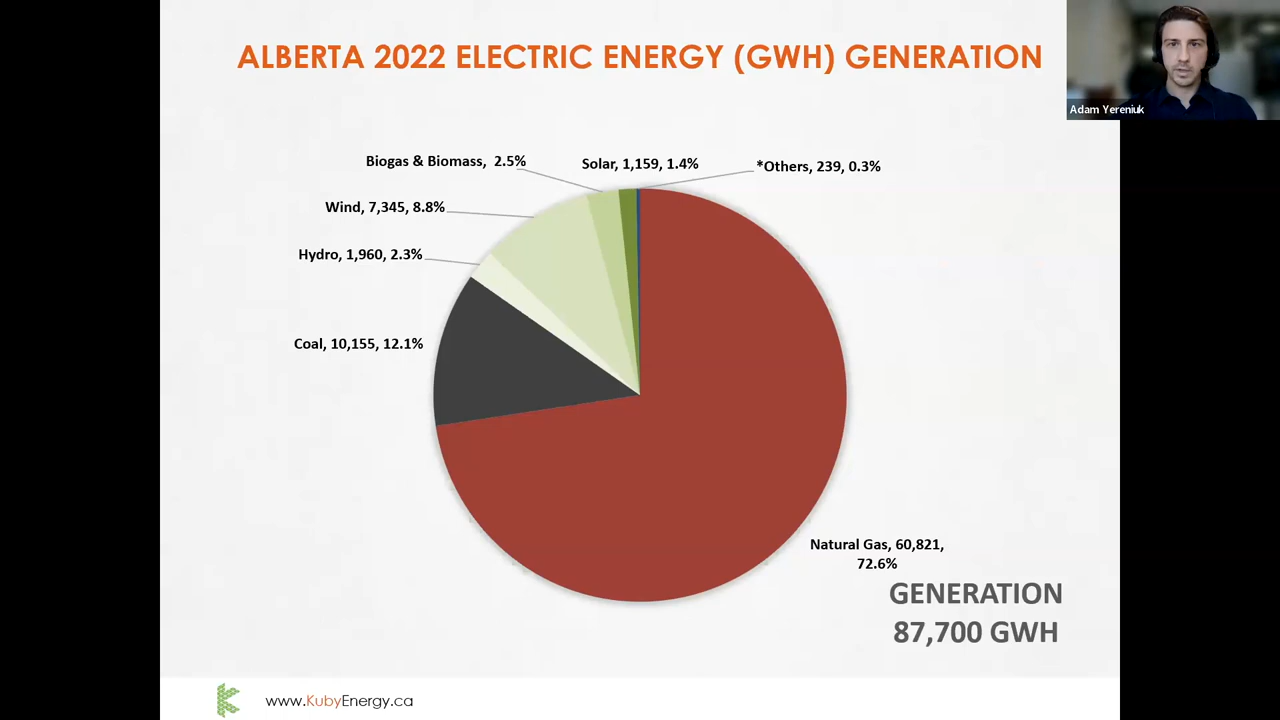 ALBERTA 2022 ELECTRIC ENERGY (GWH) GENERATION
Adam Yereniuk
Biogas & Biomass, 2.5%
Solar, 1,159, 1.4%
*Others, 239, 0.3%
Wind, 7,345, 8.8%
Hydro, 1,960, 2.3%
Coal, 10,155, 12.1%
Natural Gas, 60,821,
72.6%
GENERATION
87,700 GWH
www.KubyEnergy.ca